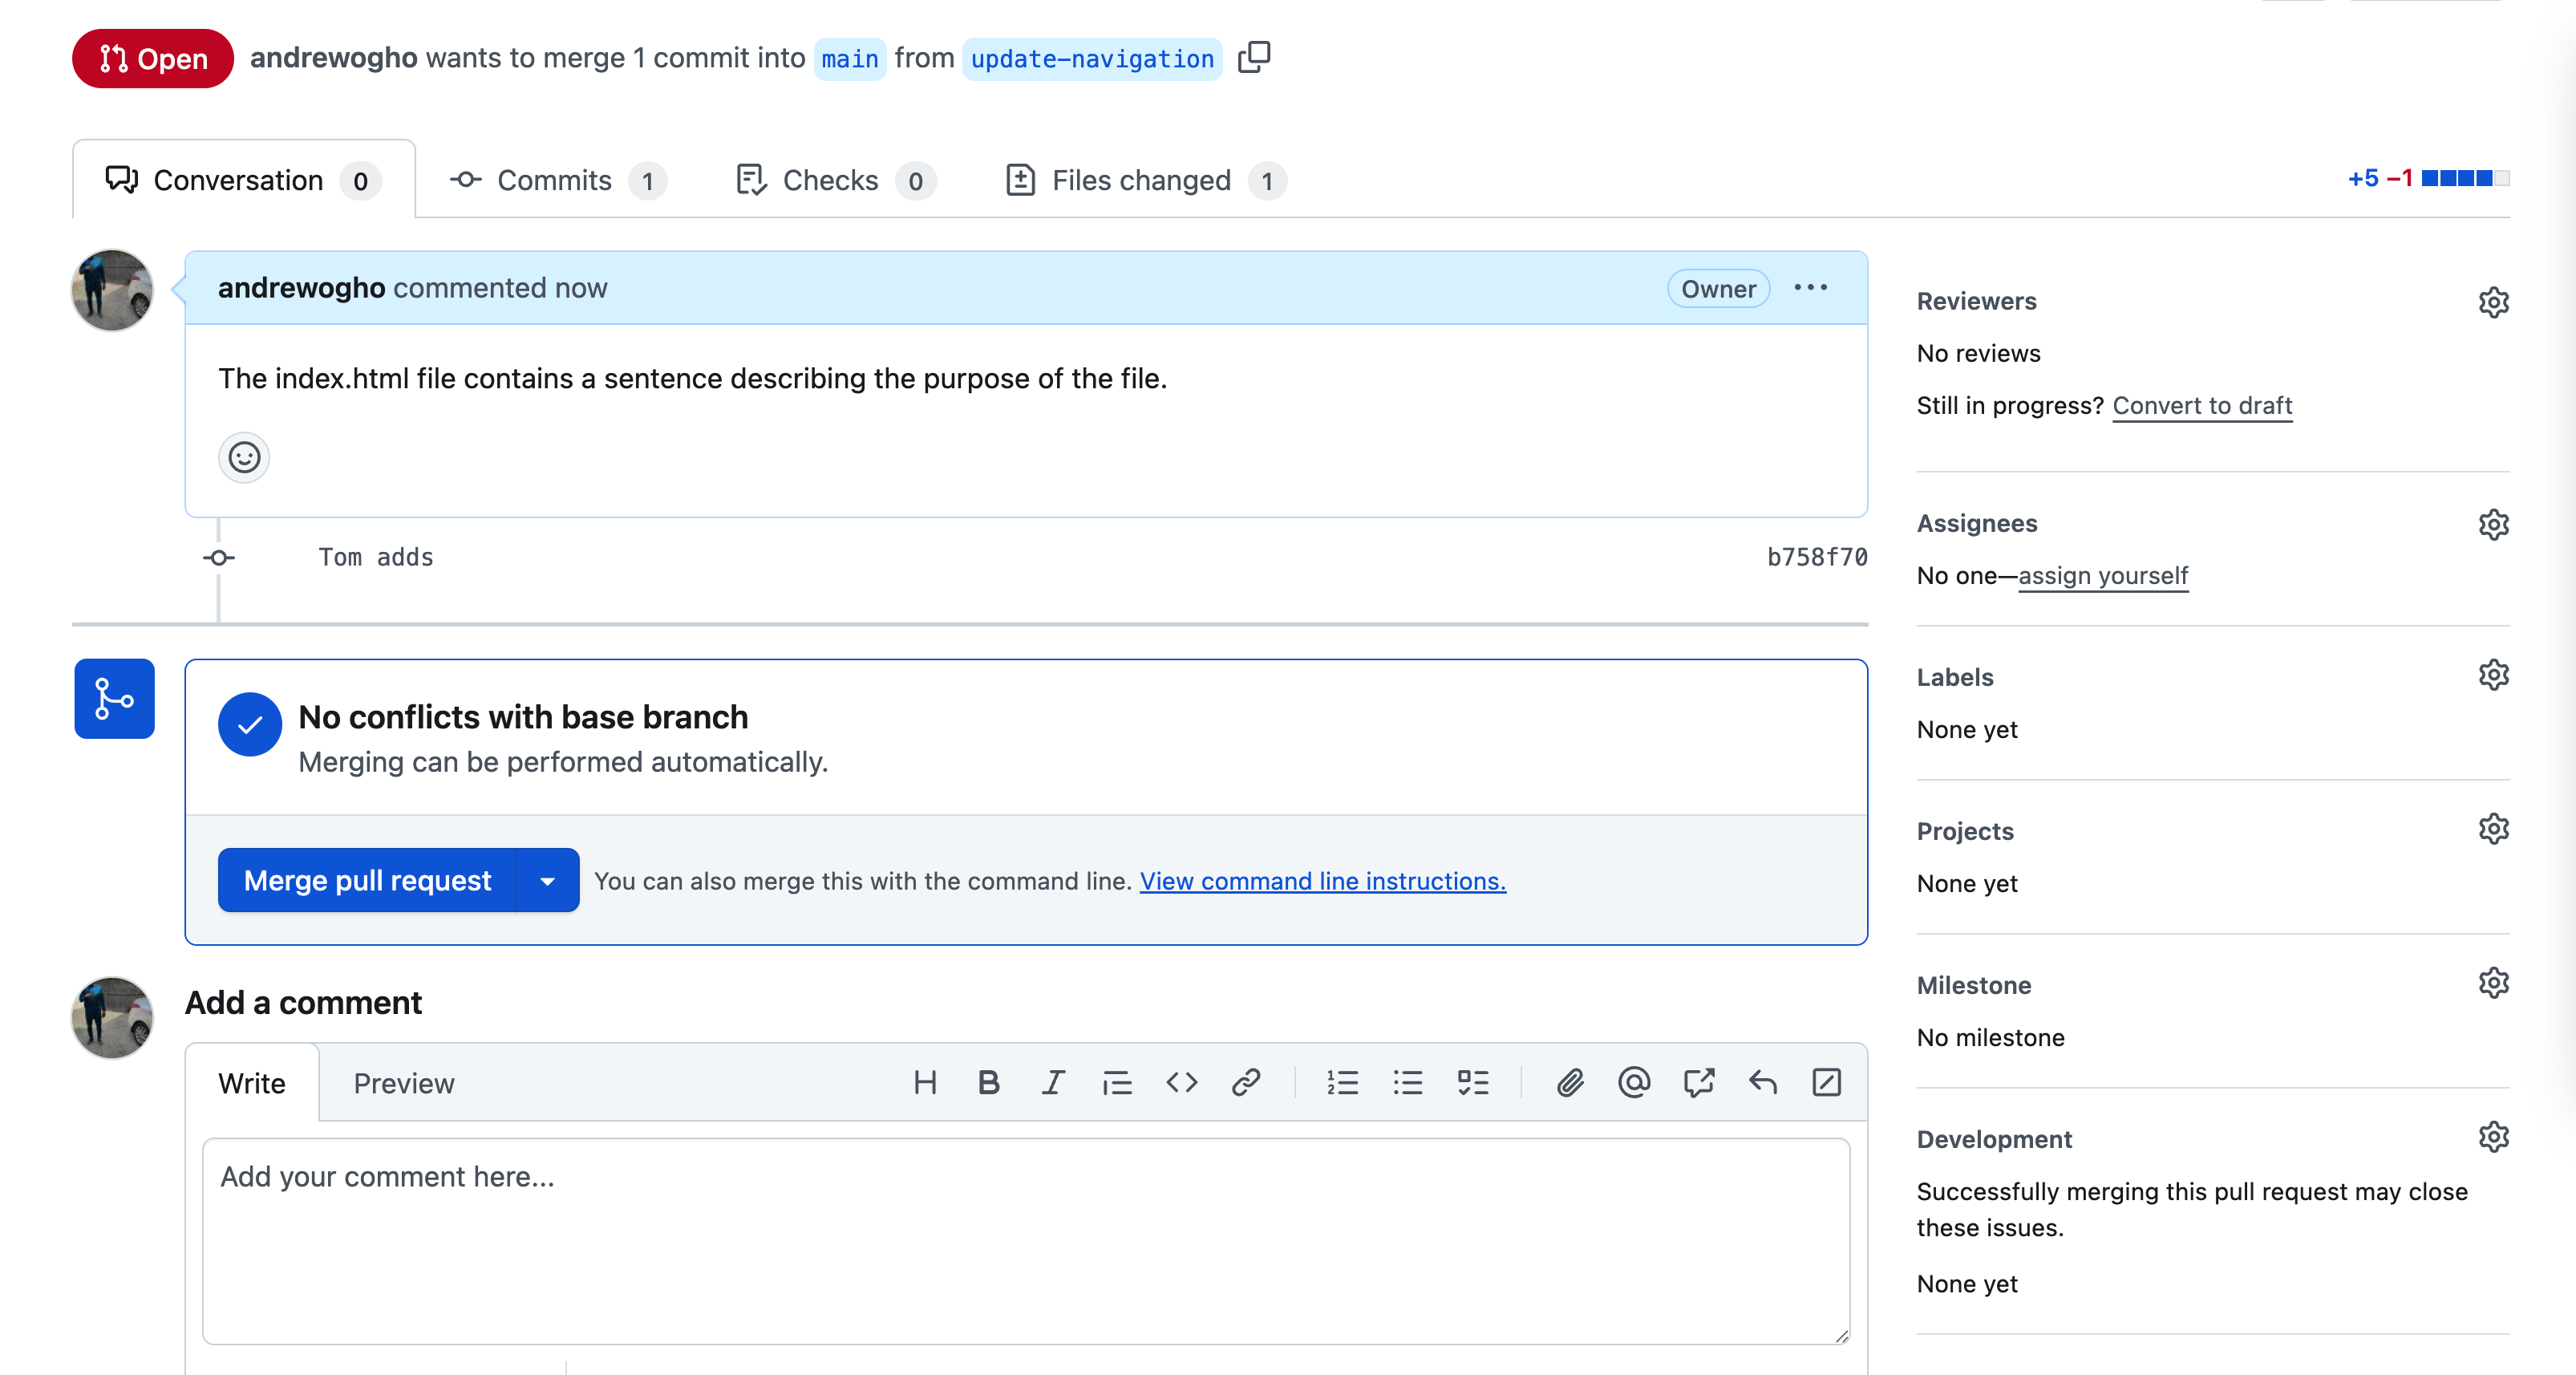 Open andrewogho wants to merge 1 commit into main from update-navigation
Conversation 0 Commits 1 Checks 0 Files changed 1 +5 −1
andrewogho commented now Owner
The index.html file contains a sentence describing the purpose of the file.
Tom adds b758f70
No conflicts with base branch
Merging can be performed automatically.
Merge pull request You can also merge this with the command line. View command line instructions.
Add a comment
Write Preview
Add your comment here...
Reviewers
No reviews
Still in progress? Convert to draft
Assignees
No one—assign yourself
Labels
None yet
Projects
None yet
Milestone
No milestone
Development
Successfully merging this pull request may close
these issues.
None yet